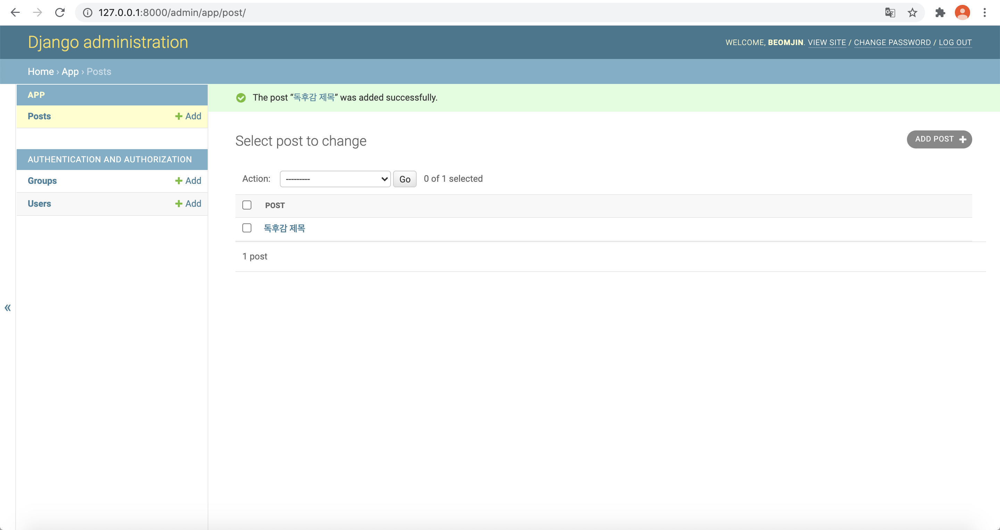 127.0.0.1:8000/admin/app/post/
Django administration
WELCOME, BEOMJIN. VIEW SITE / CHANGE PASSWORD / LOG OUT
Home › App › Posts
APP
Posts
Add
AUTHENTICATION AND AUTHORIZATION
Groups
Add
Users
Add
«
The post “독후감 제목” was added successfully.
Select post to change
ADD POST
Action: --------- Go 0 of 1 selected
POST
독후감 제목
1 post